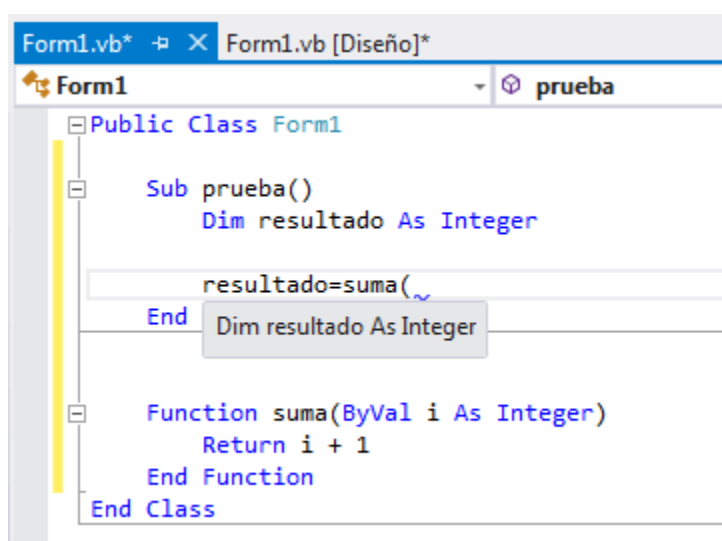 Form1.vb* Form1.vb [Diseño]*
Form1 prueba
Public Class Form1
Sub prueba()
Dim resultado As Integer
resultado=suma(
End
Dim resultado As Integer
Function suma(ByVal i As Integer)
Return i + 1
End Function
End Class